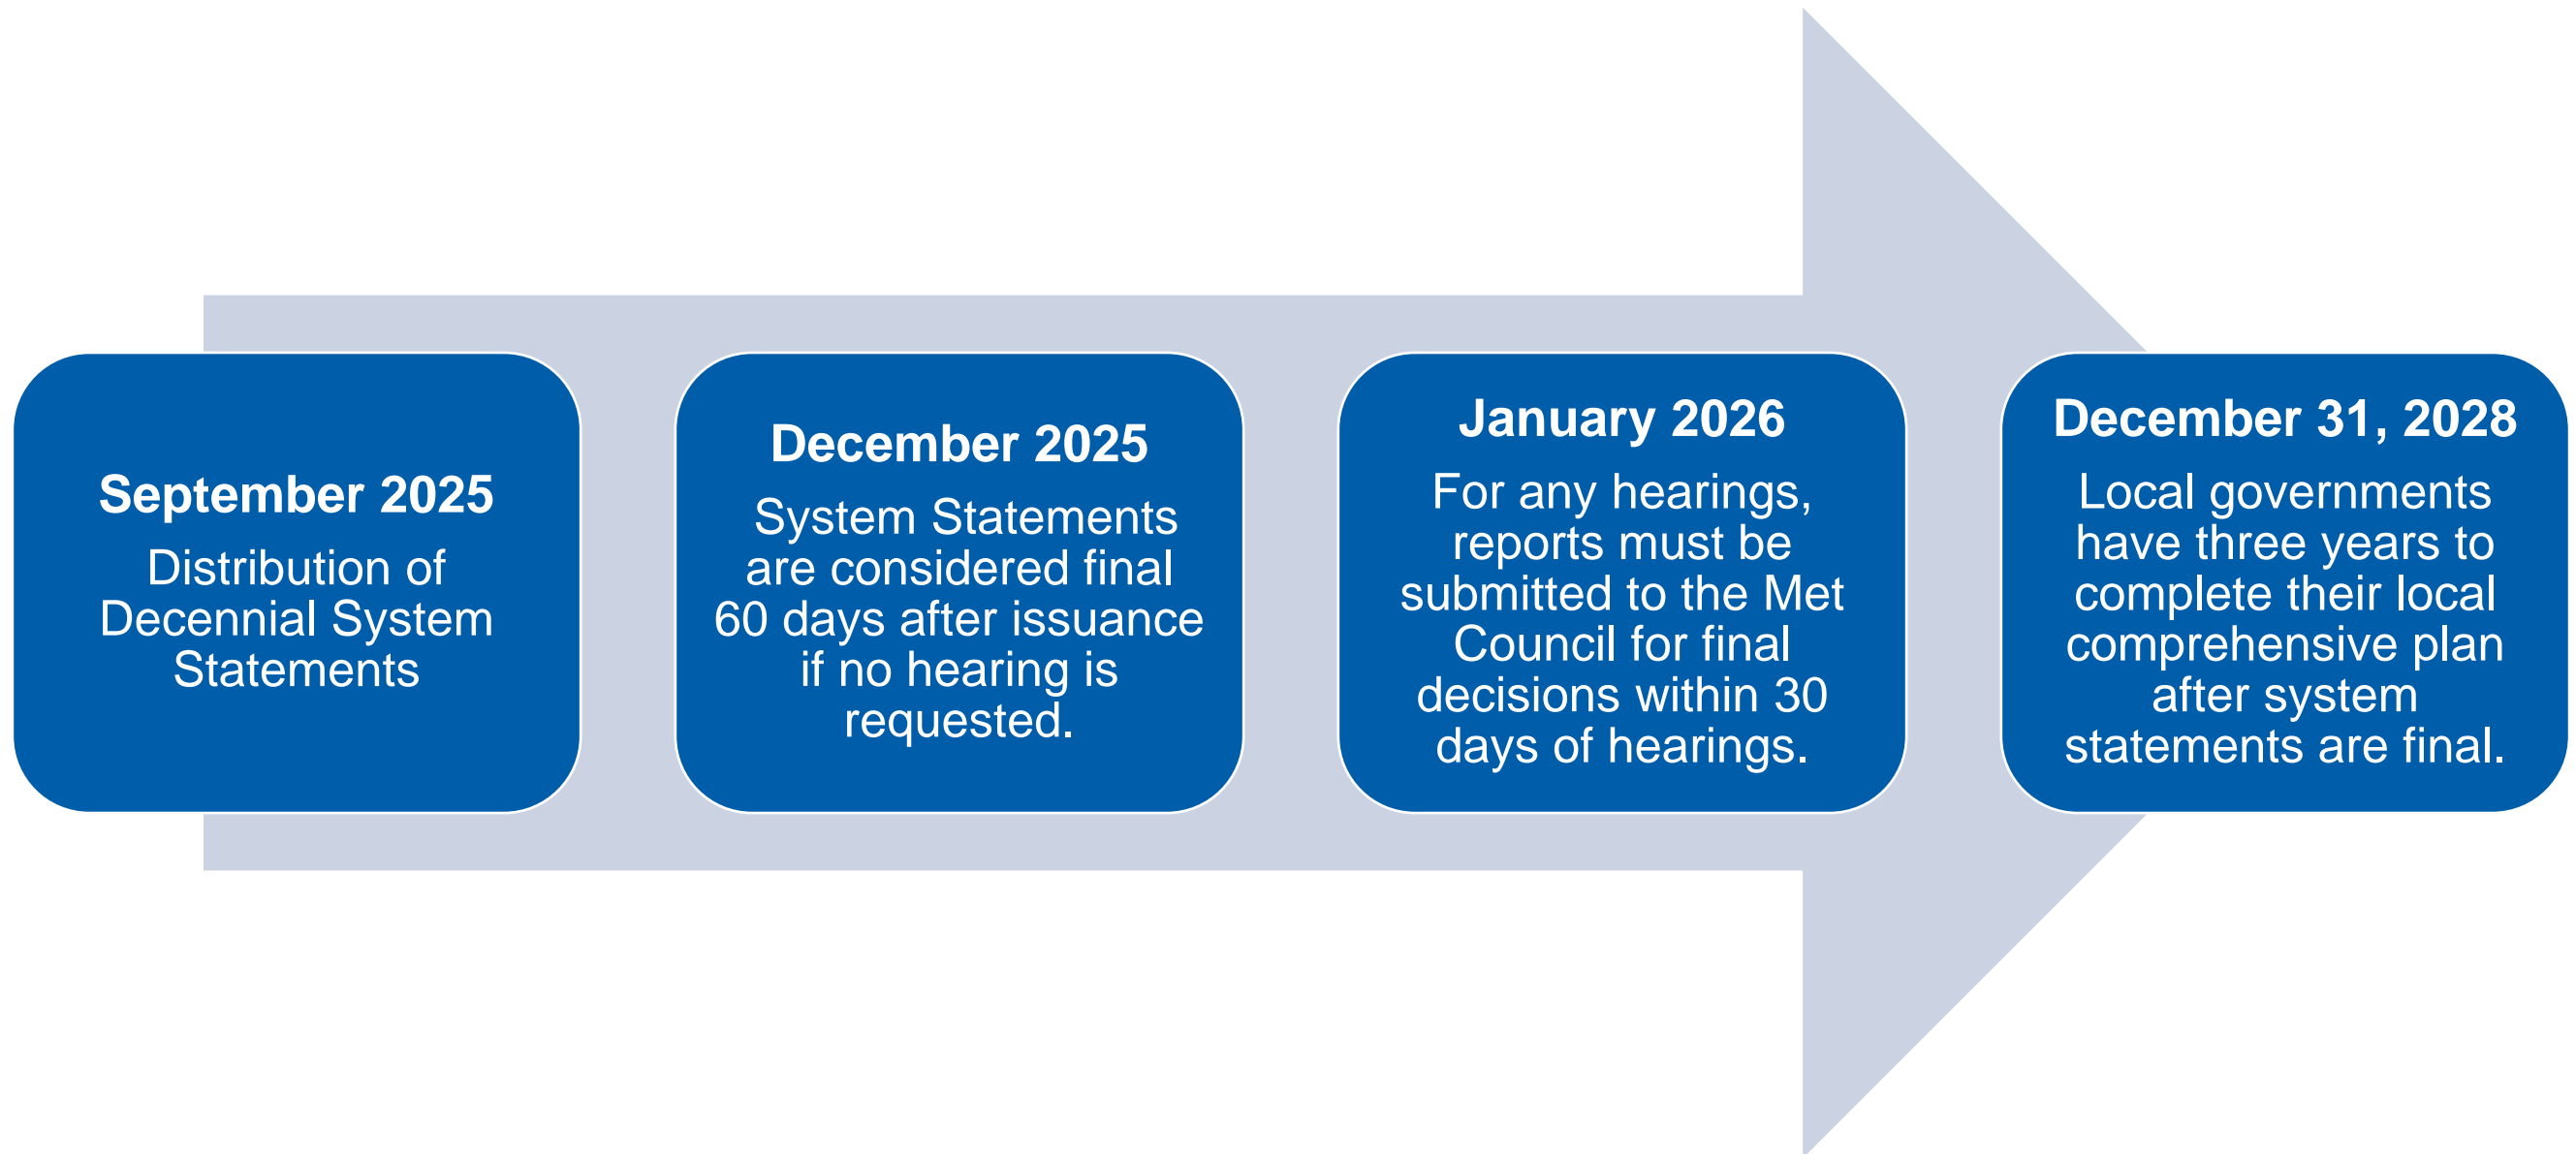 September 2025
Distribution of
Decennial System
Statements
December 2025
System Statements
are considered final
60 days after issuance
if no hearing is
requested.
January 2026
For any hearings,
reports must be
submitted to the Met
Council for final
decisions within 30
days of hearings.
December 31, 2028
Local governments
have three years to
complete their local
comprehensive plan
after system
statements are final.